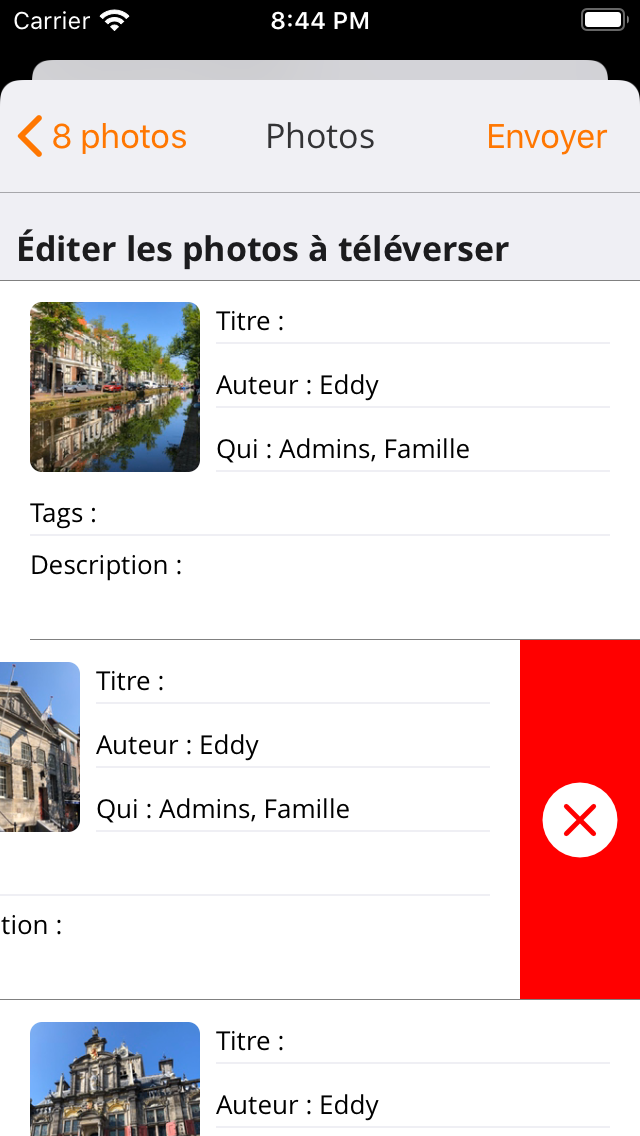 Carrier 8:44 PM
8 photos Photos Envoyer
Éditer les photos à téléverser
Titre :
Auteur : Eddy
Qui : Admins, Famille
Tags :
Description :
Titre :
Auteur : Eddy
Qui : Admins, Famille
tion :
Titre :
Auteur : Eddy